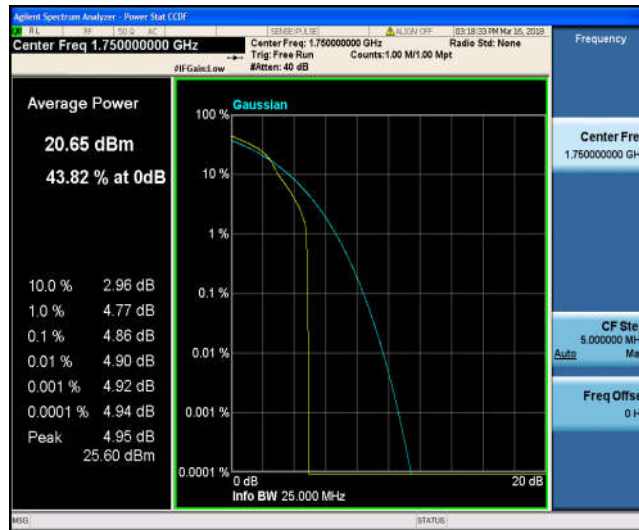 Agilent Spectrum Analyzer - Power Stat CCDF
RL RF 50 Ω AC SENSE:PULSE ALIGN OFF 03:18:33 PM Mar 16, 2018
Center Freq 1.750000000 GHz
Center Freq: 1.750000000 GHz Radio Std: None
Trig: Free Run Counts:1.00 M/1.00 Mpt
#IFGain:Low #Atten: 40 dB
Frequency
Average Power
20.65 dBm
43.82 % at 0dB
10.0 % 2.96 dB
1.0 % 4.77 dB
0.1 % 4.86 dB
0.01 % 4.90 dB
0.001 % 4.92 dB
0.0001 % 4.94 dB
Peak 4.95 dB
25.60 dBm
Gaussian
100 %
10 %
1 %
0.1 %
0.01 %
0.001 %
0.0001 %
0 dB 20 dB
Info BW 25.000 MHz
Center Fre
1.750000000 GH
CF Ste
5.000000 MH
Auto Ma
Freq Offse
0 H
MSG STATUS